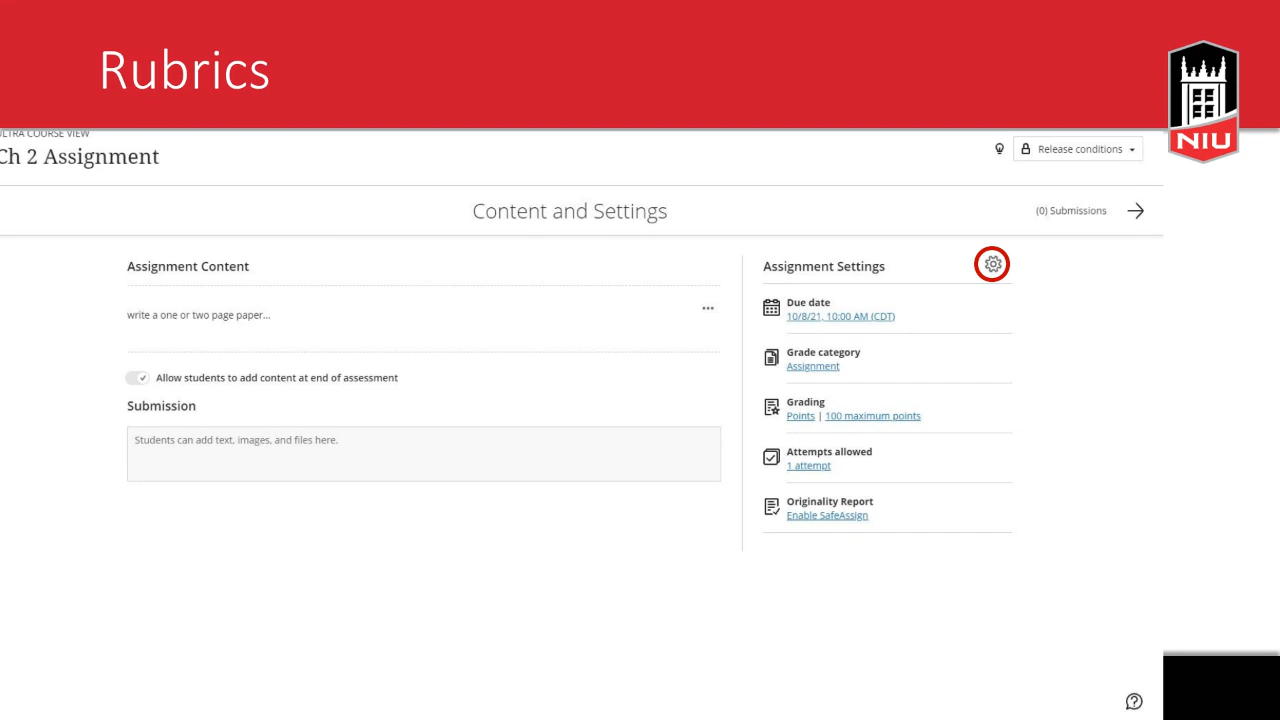 Rubrics
NIU
ULTRA COURSE VIEW
Ch 2 Assignment
Release conditions
Content and Settings
(0) Submissions
Assignment Content
write a one or two page paper...
Allow students to add content at end of assessment
Submission
Students can add text, images, and files here.
Assignment Settings
Due date
10/8/21, 10:00 AM (CDT)
Grade category
Assignment
Grading
Points | 100 maximum points
Attempts allowed
1 attempt
Originality Report
Enable SafeAssign